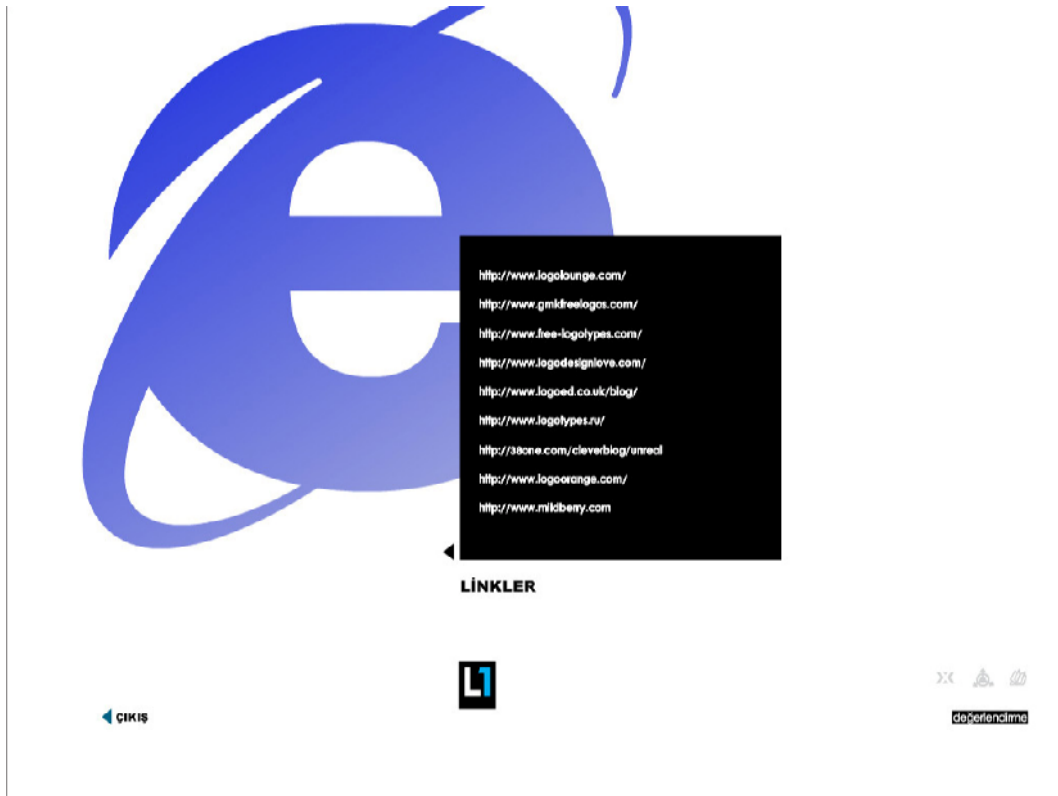 http://www.logolounge.com/
http://www.gmkfreelogos.com/
http://www.free-logotypes.com/
http://www.logodesignlove.com/
http://www.logoed.co.uk/blog/
http://www.logotypes.ru/
http://38one.com/cleverblog/unreal
http://www.logoorange.com/
http://www.mildberry.com
LİNKLER
L1
ÇIKIŞ
değerlendirme